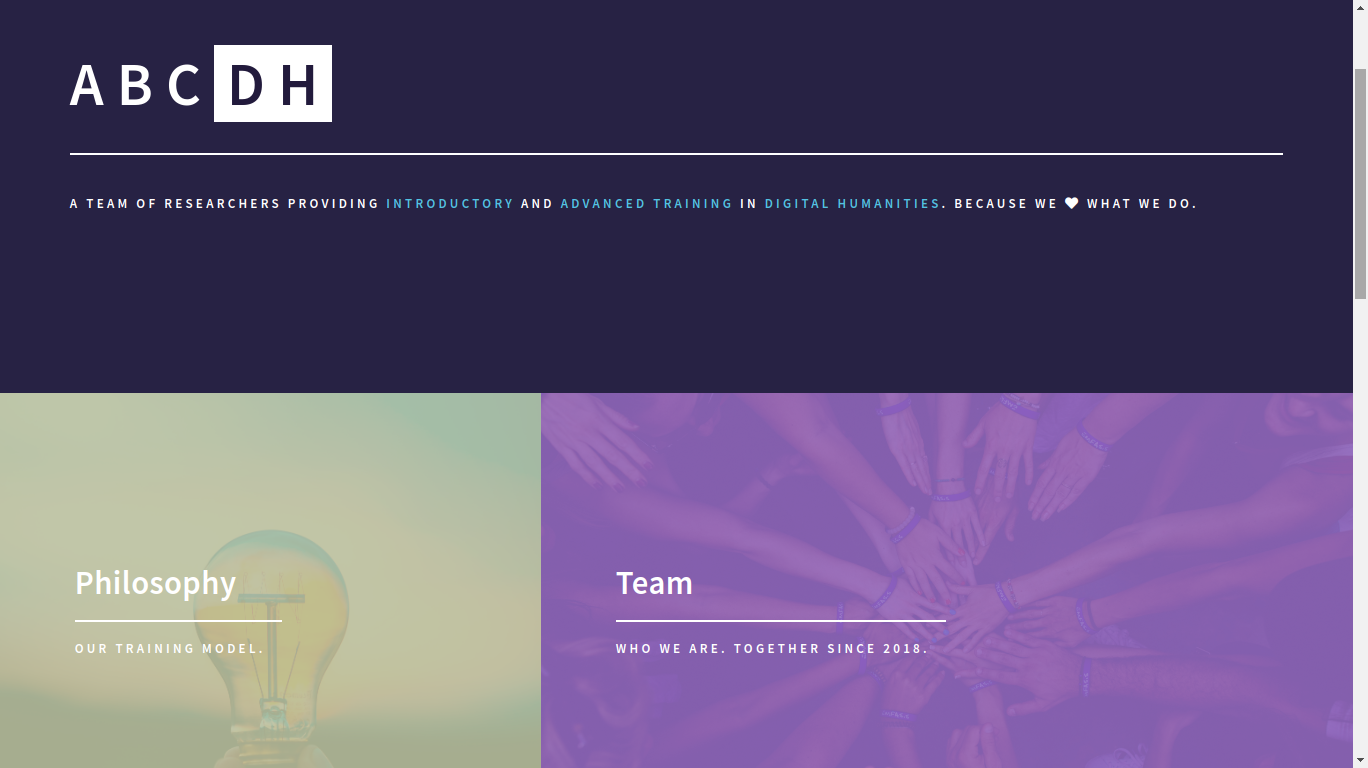 ABCDH
A TEAM OF RESEARCHERS PROVIDING INTRODUCTORY AND ADVANCED TRAINING IN DIGITAL HUMANITIES. BECAUSE WE ♥ WHAT WE DO.
Philosophy
OUR TRAINING MODEL.
Team
WHO WE ARE. TOGETHER SINCE 2018.